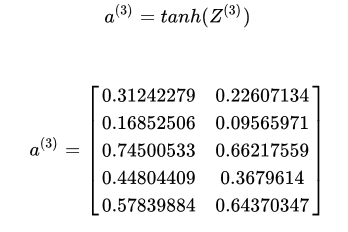 a^{(3)} = tanh(Z^{(3)})
a^{(3)} =
0.31242279 0.22607134
0.16852506 0.09565971
0.74500533 0.66217559
0.44804409 0.3679614
0.57839884 0.64370347